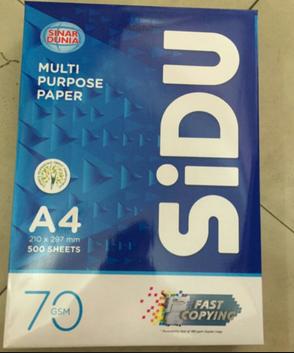 SINAR
DUNIA
MULTI
PURPOSE
PAPER
SiDU
A4
210 x 297 mm
500 SHEETS
70
GSM
FAST
COPYING